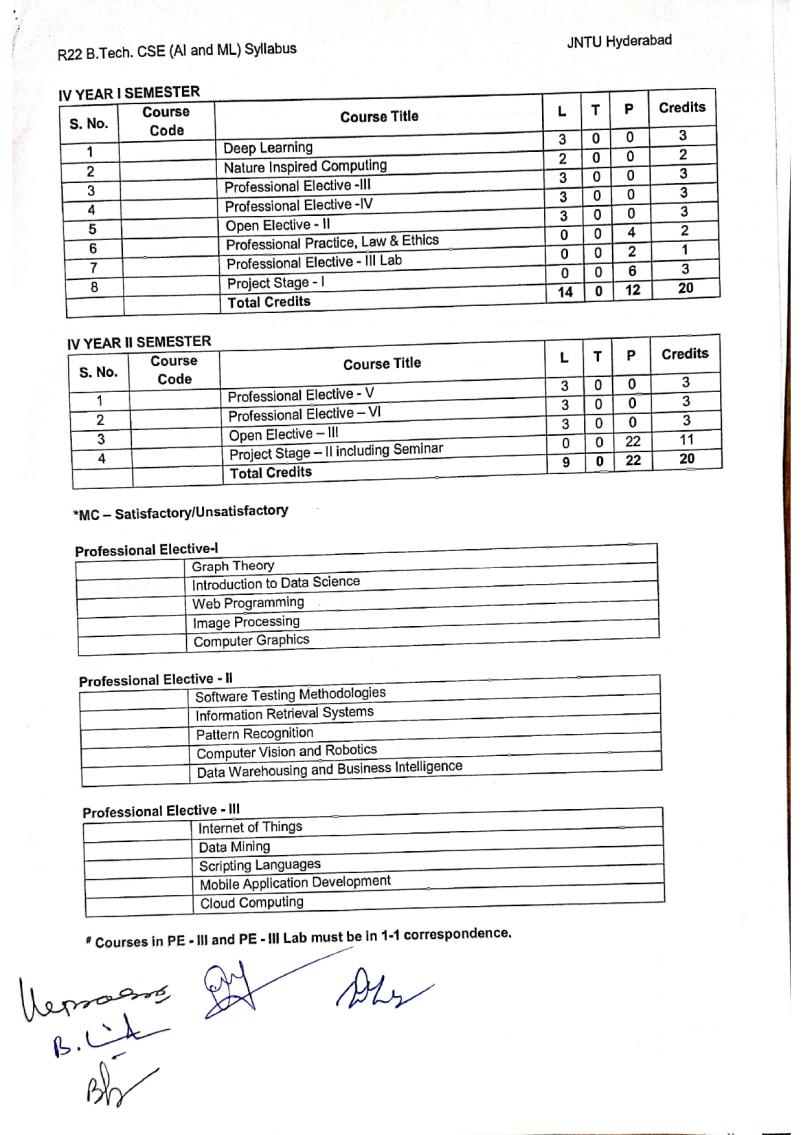 R22 B.Tech. CSE (AI and ML) Syllabus JNTU Hyderabad
IV YEAR I SEMESTER
S. No. Course Code Course Title L T P Credits
1 Deep Learning 3 0 0 3
2 Nature Inspired Computing 2 0 0 2
3 Professional Elective -III 3 0 0 3
4 Professional Elective -IV 3 0 0 3
5 Open Elective - II 3 0 0 3
6 Professional Practice, Law & Ethics 0 0 4 2
7 Professional Elective - III Lab 0 0 2 1
8 Project Stage - I 0 0 6 3
Total Credits 14 0 12 20
IV YEAR II SEMESTER
S. No. Course Code Course Title L T P Credits
1 Professional Elective - V 3 0 0 3
2 Professional Elective – VI 3 0 0 3
3 Open Elective – III 3 0 0 3
4 Project Stage – II including Seminar 0 0 22 11
Total Credits 9 0 22 20
*MC – Satisfactory/Unsatisfactory
Professional Elective-I
Graph Theory
Introduction to Data Science
Web Programming
Image Processing
Computer Graphics
Professional Elective - II
Software Testing Methodologies
Information Retrieval Systems
Pattern Recognition
Computer Vision and Robotics
Data Warehousing and Business Intelligence
Professional Elective - III
Internet of Things
Data Mining
Scripting Languages
Mobile Application Development
Cloud Computing
# Courses in PE - III and PE - III Lab must be in 1-1 correspondence.